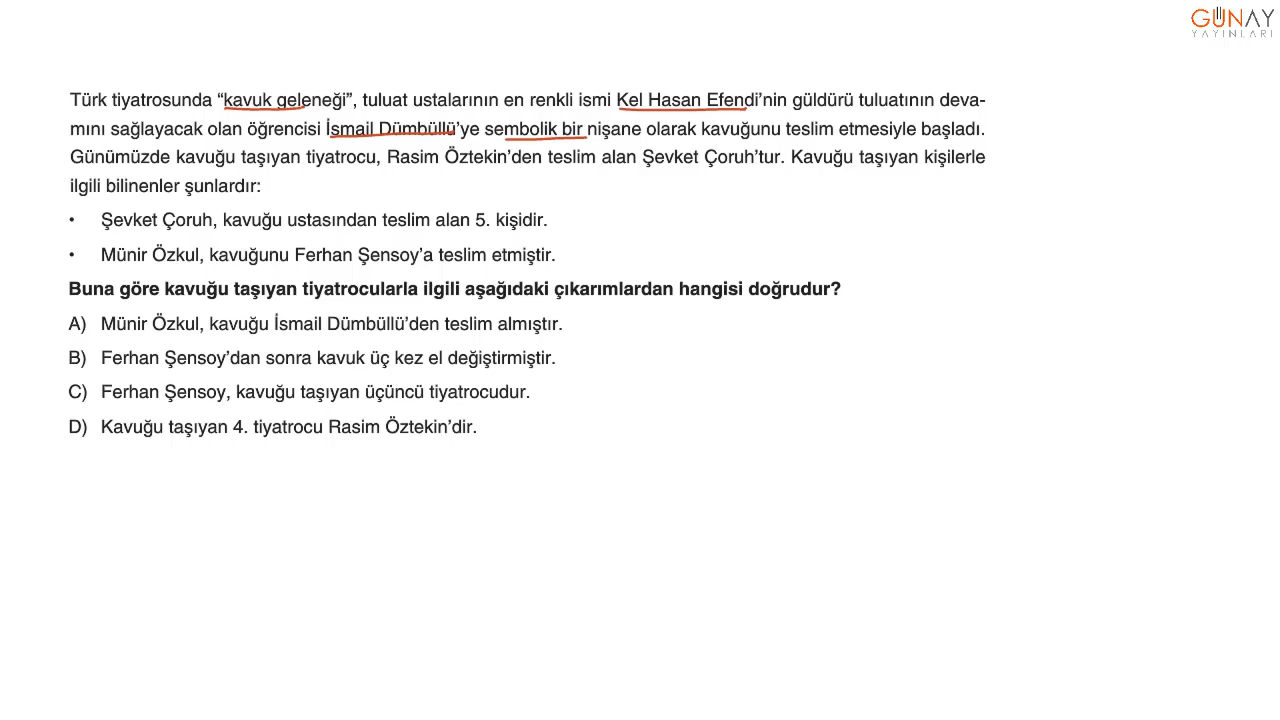 GÜNAY
YAYINLARI
Türk tiyatrosunda “kavuk geleneği”, tuluat ustalarının en renkli ismi Kel Hasan Efendi’nin güldürü tuluatının deva-
mını sağlayacak olan öğrencisi İsmail Dümbüllü’ye sembolik bir nişane olarak kavuğunu teslim etmesiyle başladı.
Günümüzde kavuğu taşıyan tiyatrocu, Rasim Öztekin’den teslim alan Şevket Çoruh’tur. Kavuğu taşıyan kişilerle
ilgili bilinenler şunlardır:
• Şevket Çoruh, kavuğu ustasından teslim alan 5. kişidir.
• Münir Özkul, kavuğunu Ferhan Şensoy’a teslim etmiştir.
Buna göre kavuğu taşıyan tiyatrocularla ilgili aşağıdaki çıkarımlardan hangisi doğrudur?
A) Münir Özkul, kavuğu İsmail Dümbüllü’den teslim almıştır.
B) Ferhan Şensoy’dan sonra kavuk üç kez el değiştirmiştir.
C) Ferhan Şensoy, kavuğu taşıyan üçüncü tiyatrocudur.
D) Kavuğu taşıyan 4. tiyatrocu Rasim Öztekin’dir.